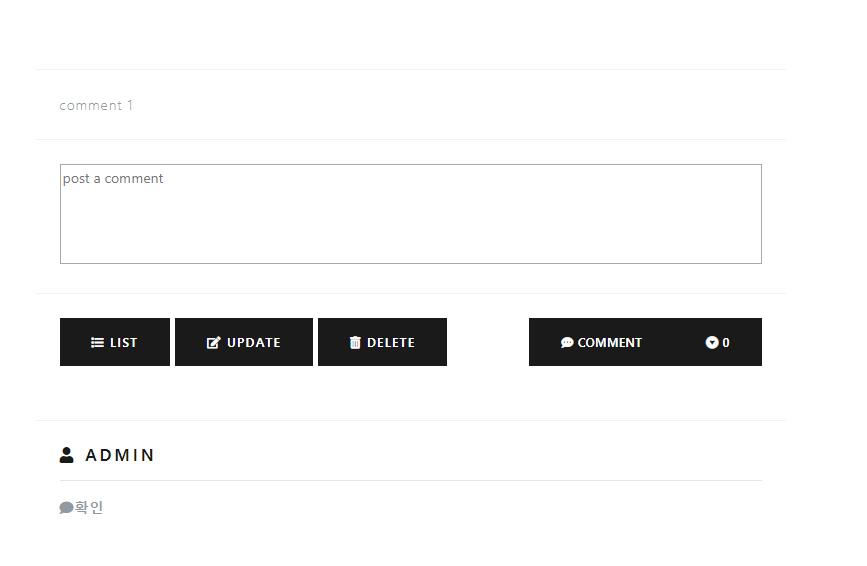 comment 1
post a comment
LIST UPDATE DELETE COMMENT 0
ADMIN
확인